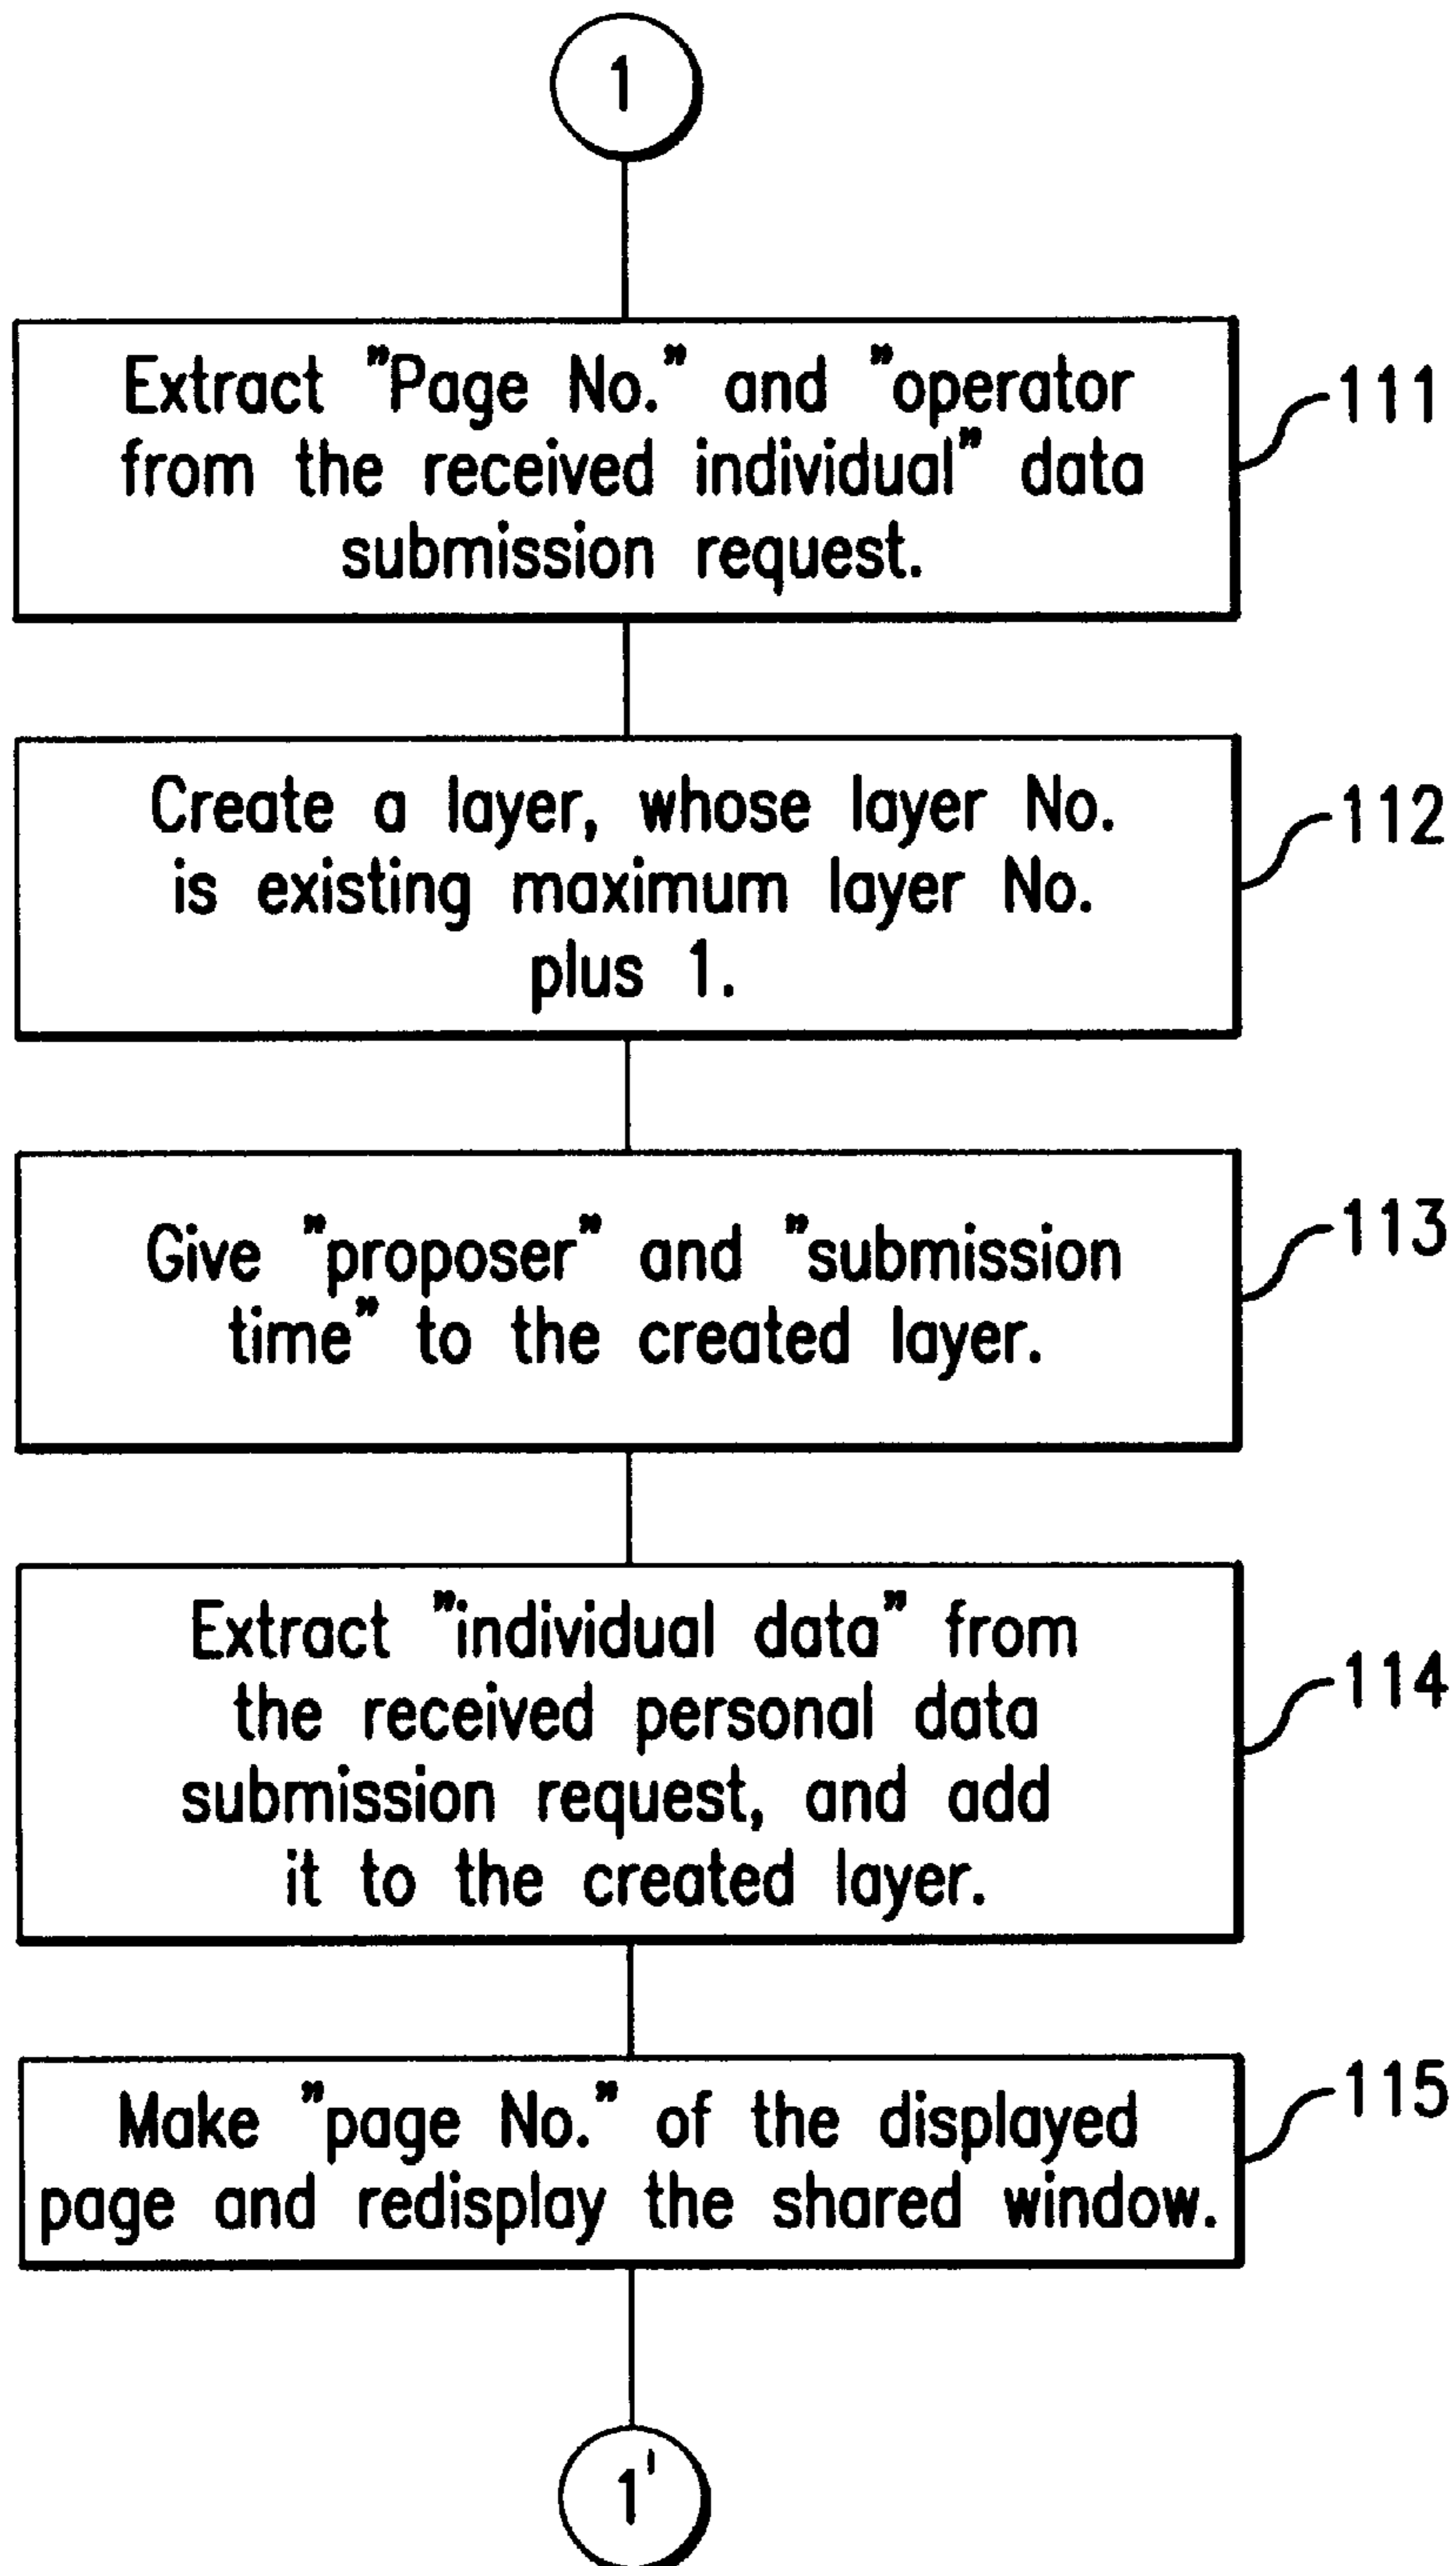 1
Extract "Page No." and "operator
from the received individual" data
submission request.
111
Create a layer, whose layer No.
is existing maximum layer No.
plus 1.
112
Give "proposer" and "submission
time" to the created layer.
113
Extract "individual data" from
the received personal data
submission request, and add
it to the created layer.
114
Make "page No." of the displayed
page and redisplay the shared window.
115
1'